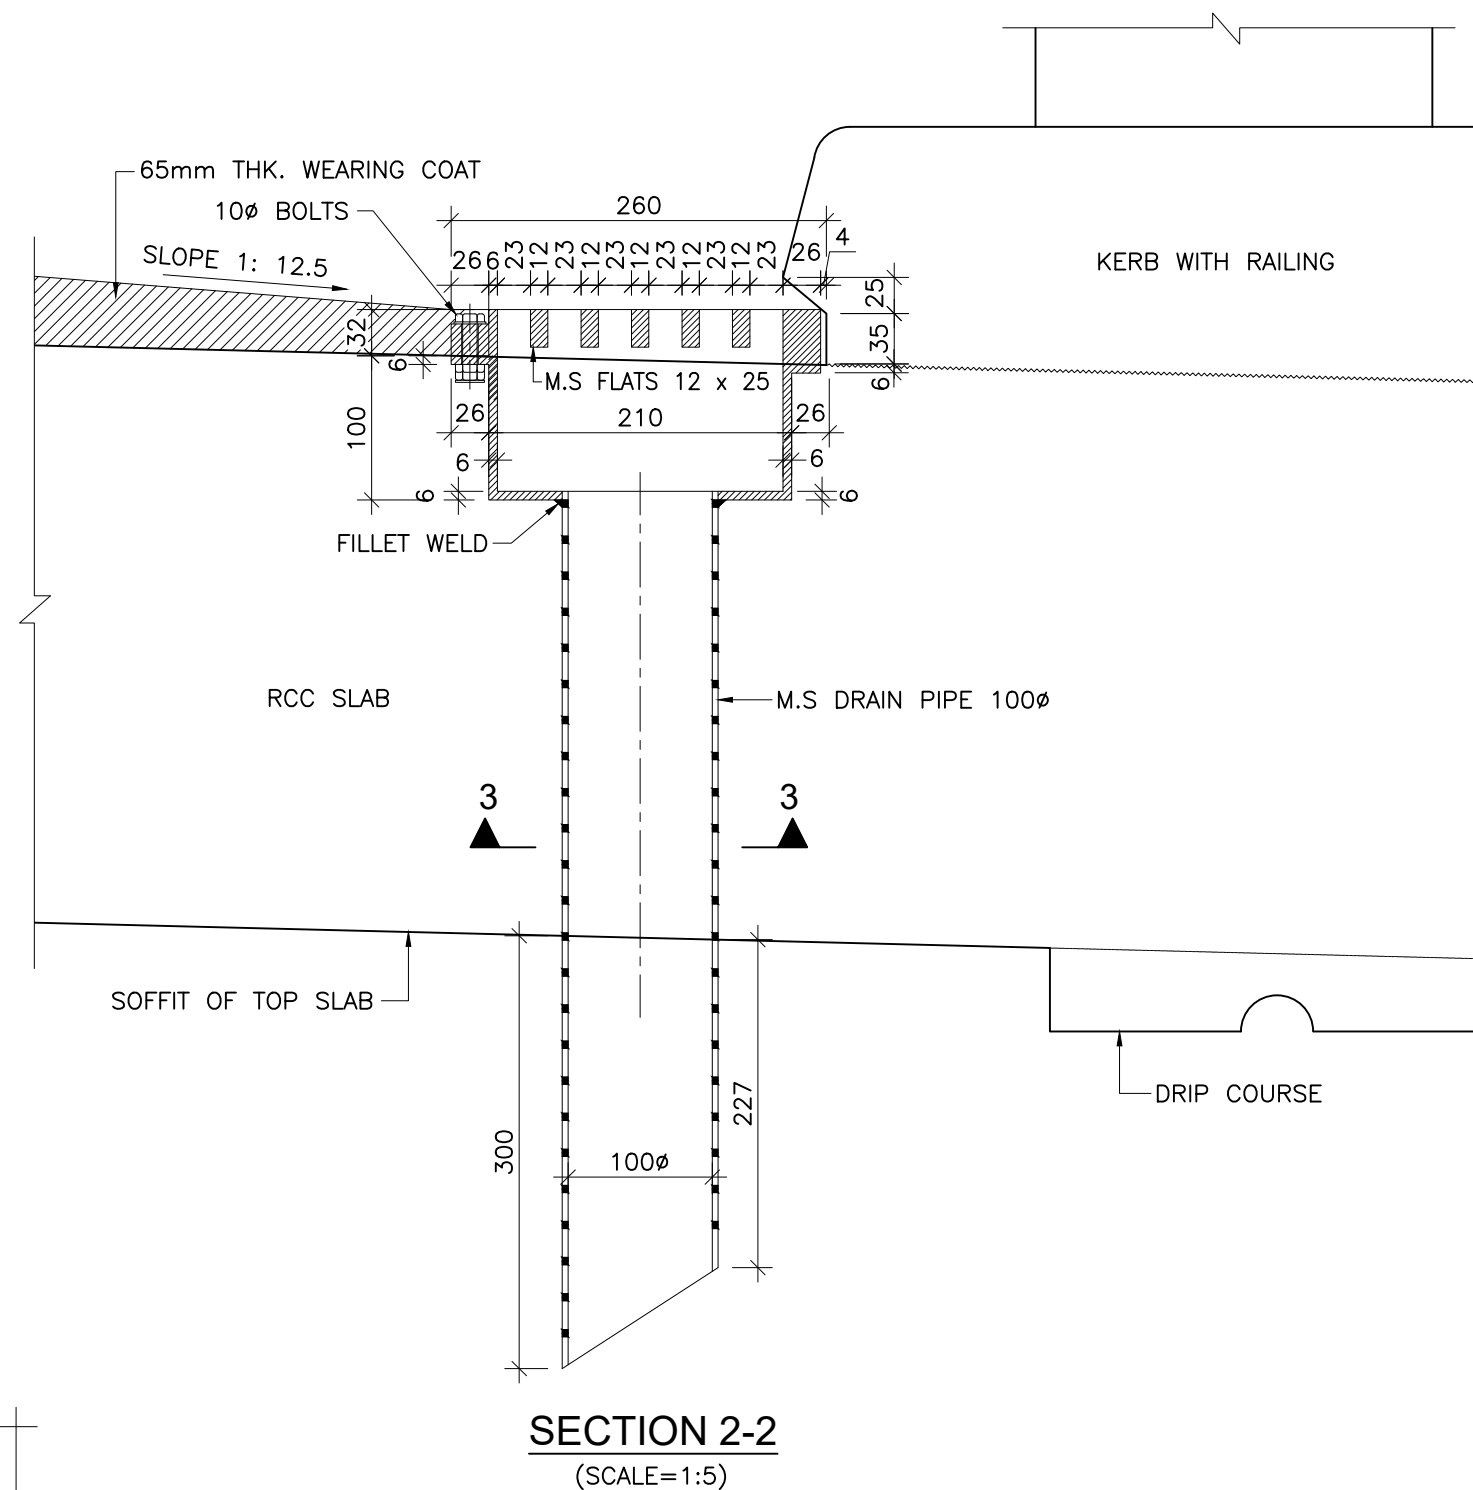 65mm THK. WEARING COAT
10ø BOLTS
SLOPE 1: 12.5
260
26 6 23 12 23 12 23 12 23 12 23 12 23 26 4
KERB WITH RAILING
25
32
35
6
6
M.S FLATS 12 x 25
100
26 210 26
6 6
6 6
FILLET WELD
RCC SLAB
M.S DRAIN PIPE 100ø
3 3
SOFFIT OF TOP SLAB
DRIP COURSE
227
300
100ø
SECTION 2-2
(SCALE=1:5)